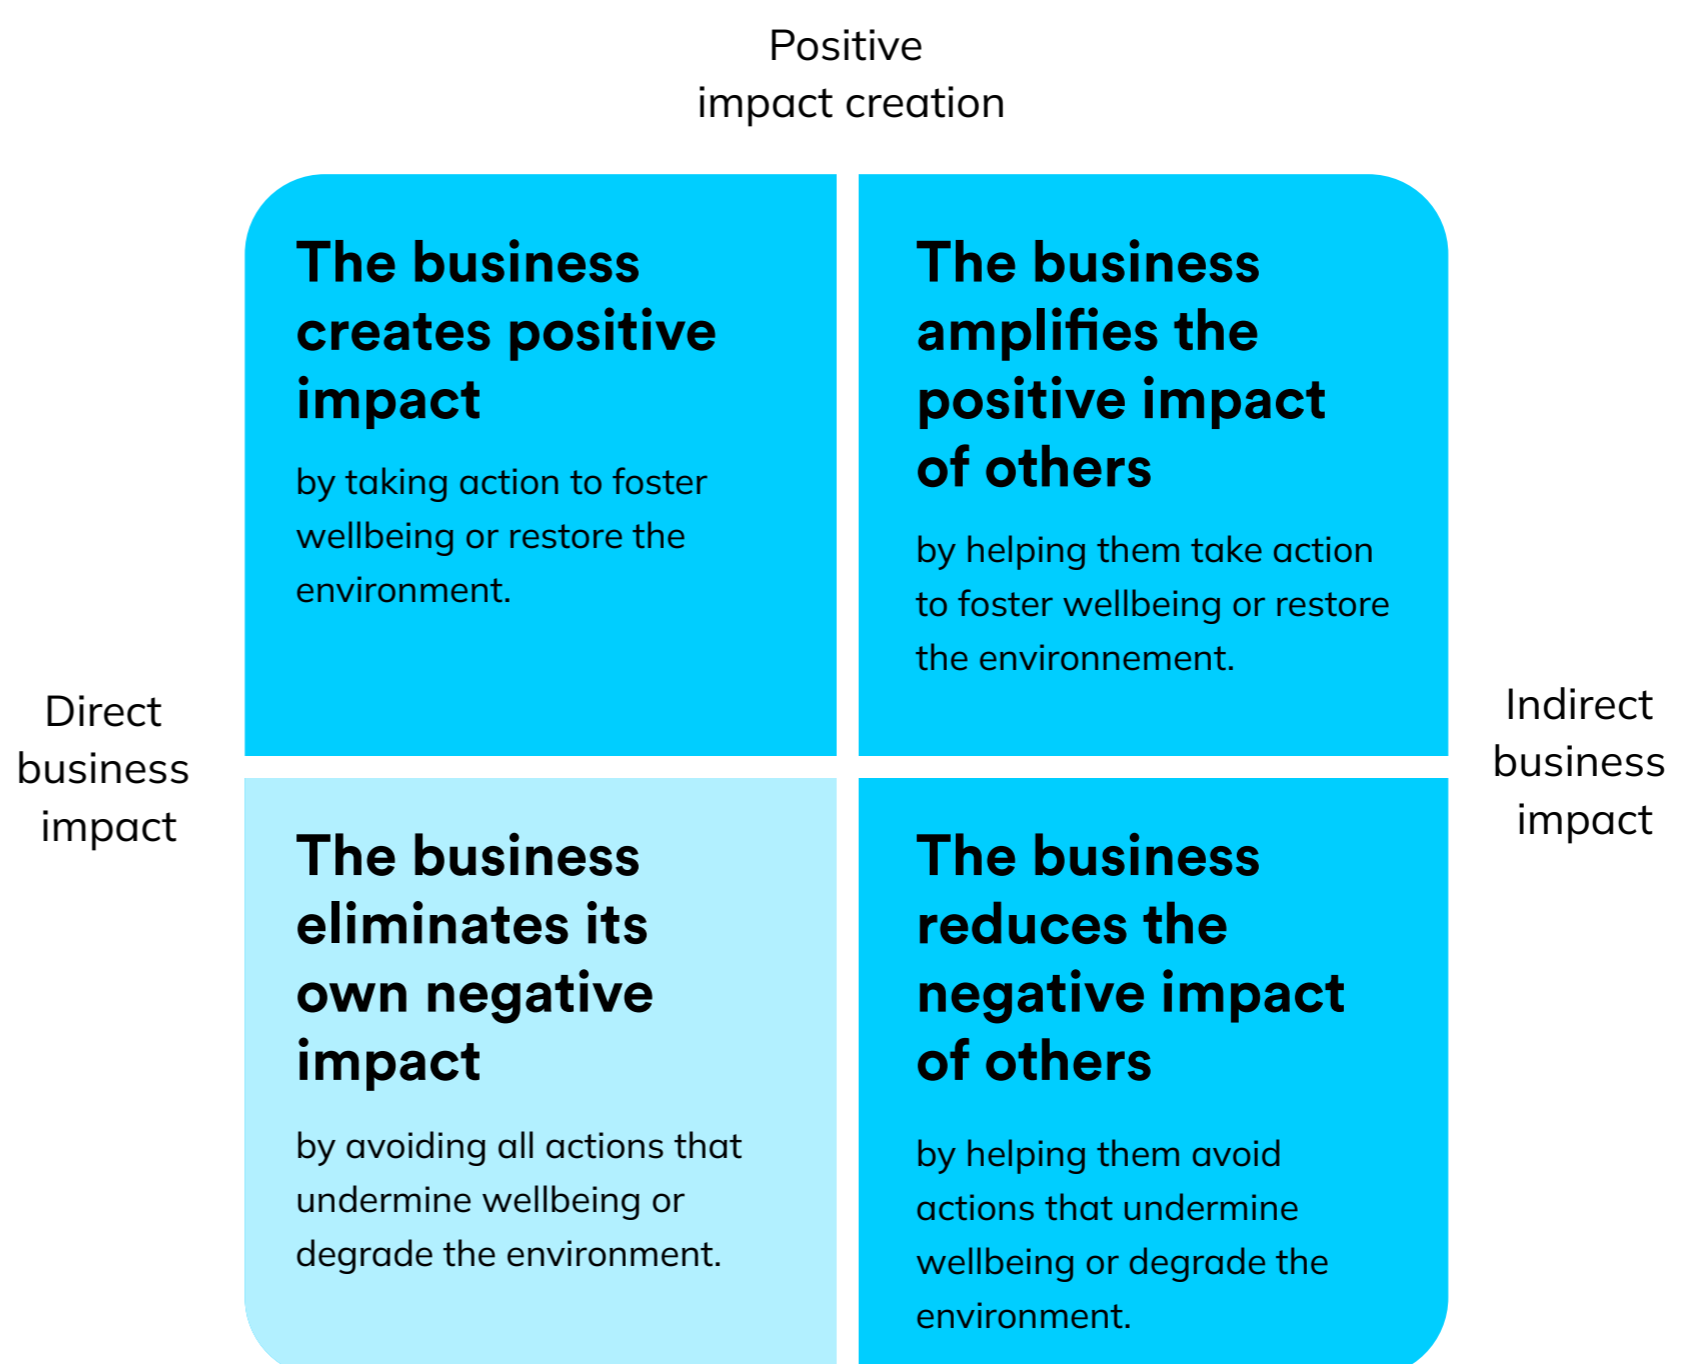 Positive
impact creation
The business
creates positive
impact
by taking action to foster
wellbeing or restore the
environment.
The business
amplifies the
positive impact
of others
by helping them take action
to foster wellbeing or restore
the environnement.
Direct
business
impact
Indirect
business
impact
The business
eliminates its
own negative
impact
by avoiding all actions that
undermine wellbeing or
degrade the environment.
The business
reduces the
negative impact
of others
by helping them avoid
actions that undermine
wellbeing or degrade the
environment.